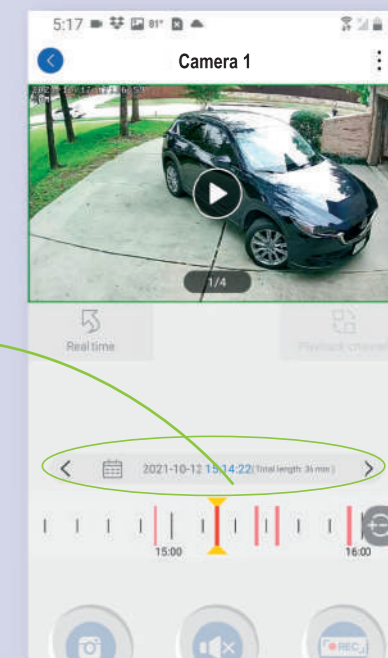 5:17 81°
Camera 1
1/4
Real time
Playback channel
2021-10-12 15:14:22(Total length: 36 min)
15:00 16:00
REC